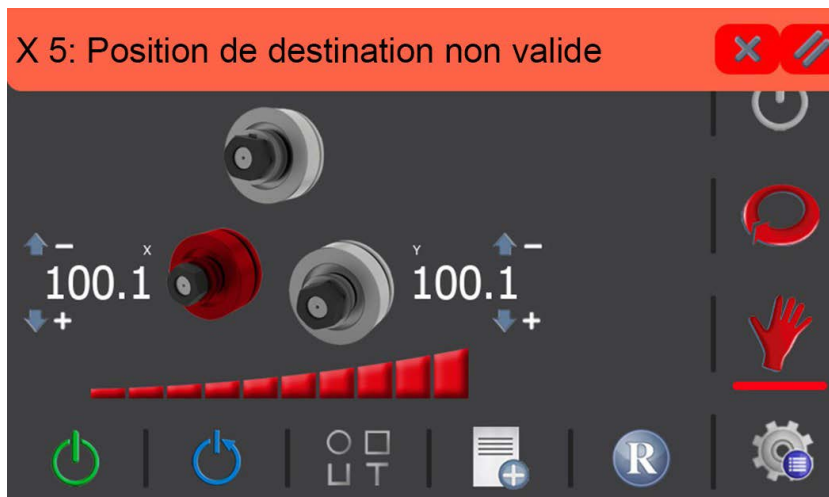 X 5: Position de destination non valide
X
100.1
Y
100.1
R